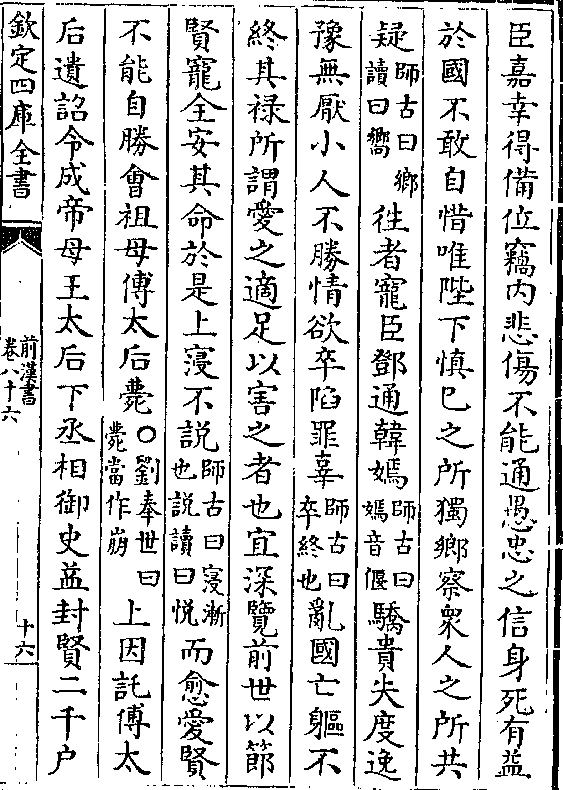 臣嘉幸得備位竊内悲傷不能通愚忠之信身死有益
於國不敢自惜唯陛下慎已之所獨鄉察衆人之所共
疑師古曰鄉讀曰嚮徃者寵臣鄧通韓嫣師古曰嫣音偃驕貴失度逸
豫無厭小人不勝情欲卒陷罪辜師古曰卒終也亂國亡軀不
終其禄所謂愛之適足以害之者也宜深覽前世以節
賢寵全安其命於是上寖不説師古曰寖漸也説讀曰悦而愈愛賢
不能自勝會祖母傅太后薨○劉奉世曰薨當作崩上因託傅太
后遺詔令成帝母王太后下丞相御史益封賢二千户
欽定四庫全書
前漢書
卷八十六
十六